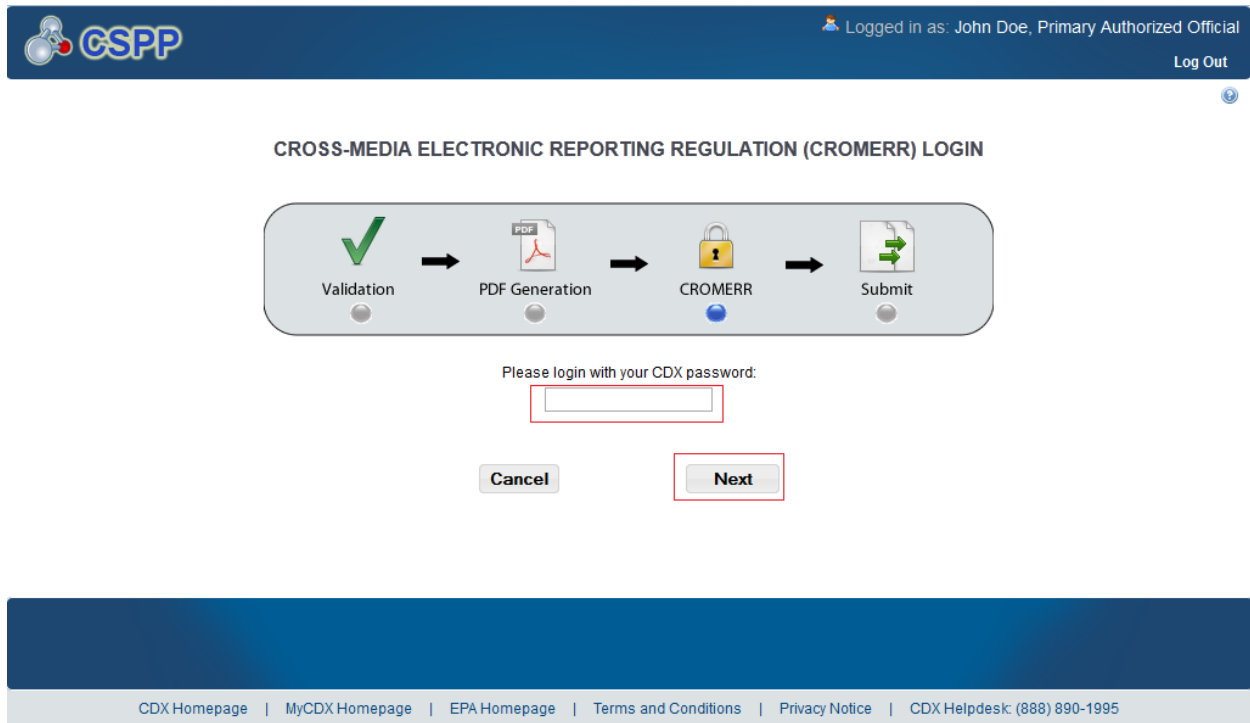 CSPP
Logged in as: John Doe, Primary Authorized Official
Log Out
CROSS-MEDIA ELECTRONIC REPORTING REGULATION (CROMERR) LOGIN
PDF
Validation PDF Generation CROMERR Submit
Please login with your CDX password:
Cancel Next
CDX Homepage | MyCDX Homepage | EPA Homepage | Terms and Conditions | Privacy Notice | CDX Helpdesk: (888) 890-1995